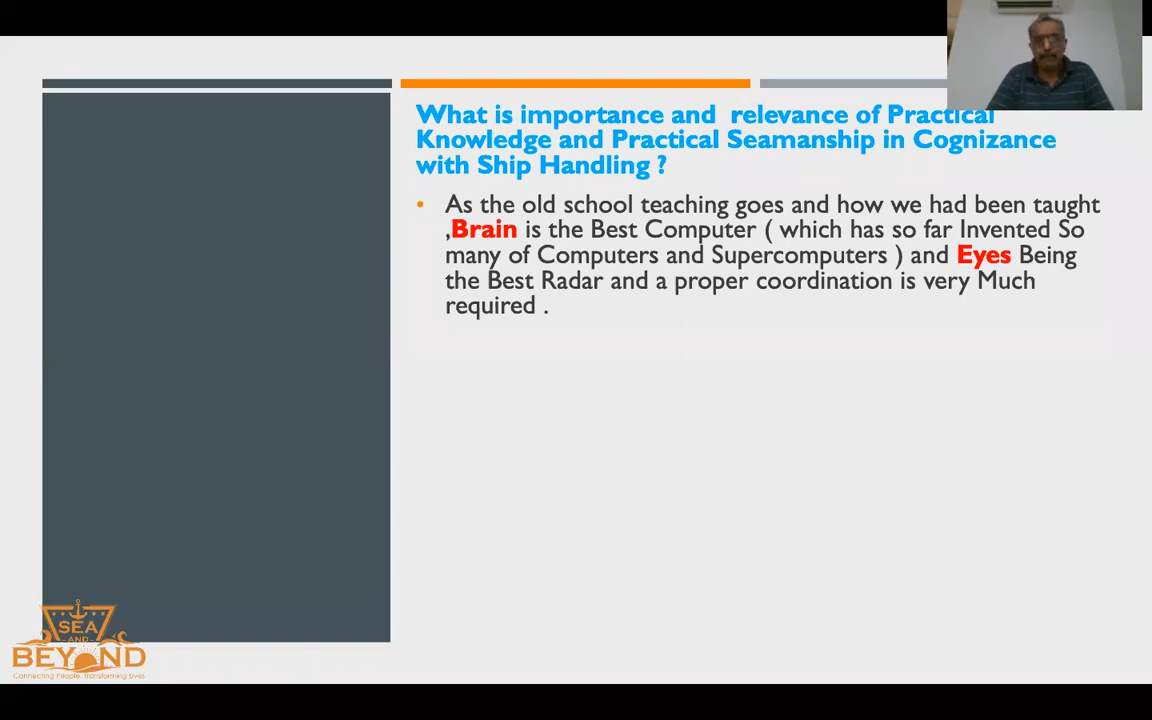 What is importance and relevance of Practical
Knowledge and Practical Seamanship in Cognizance
with Ship Handling ?
• As the old school teaching goes and how we had been taught
,Brain is the Best Computer ( which has so far Invented So
many of Computers and Supercomputers ) and Eyes Being
the Best Radar and a proper coordination is very Much
required .
SEA
AND
BEYOND
Connecting People, Transforming lives